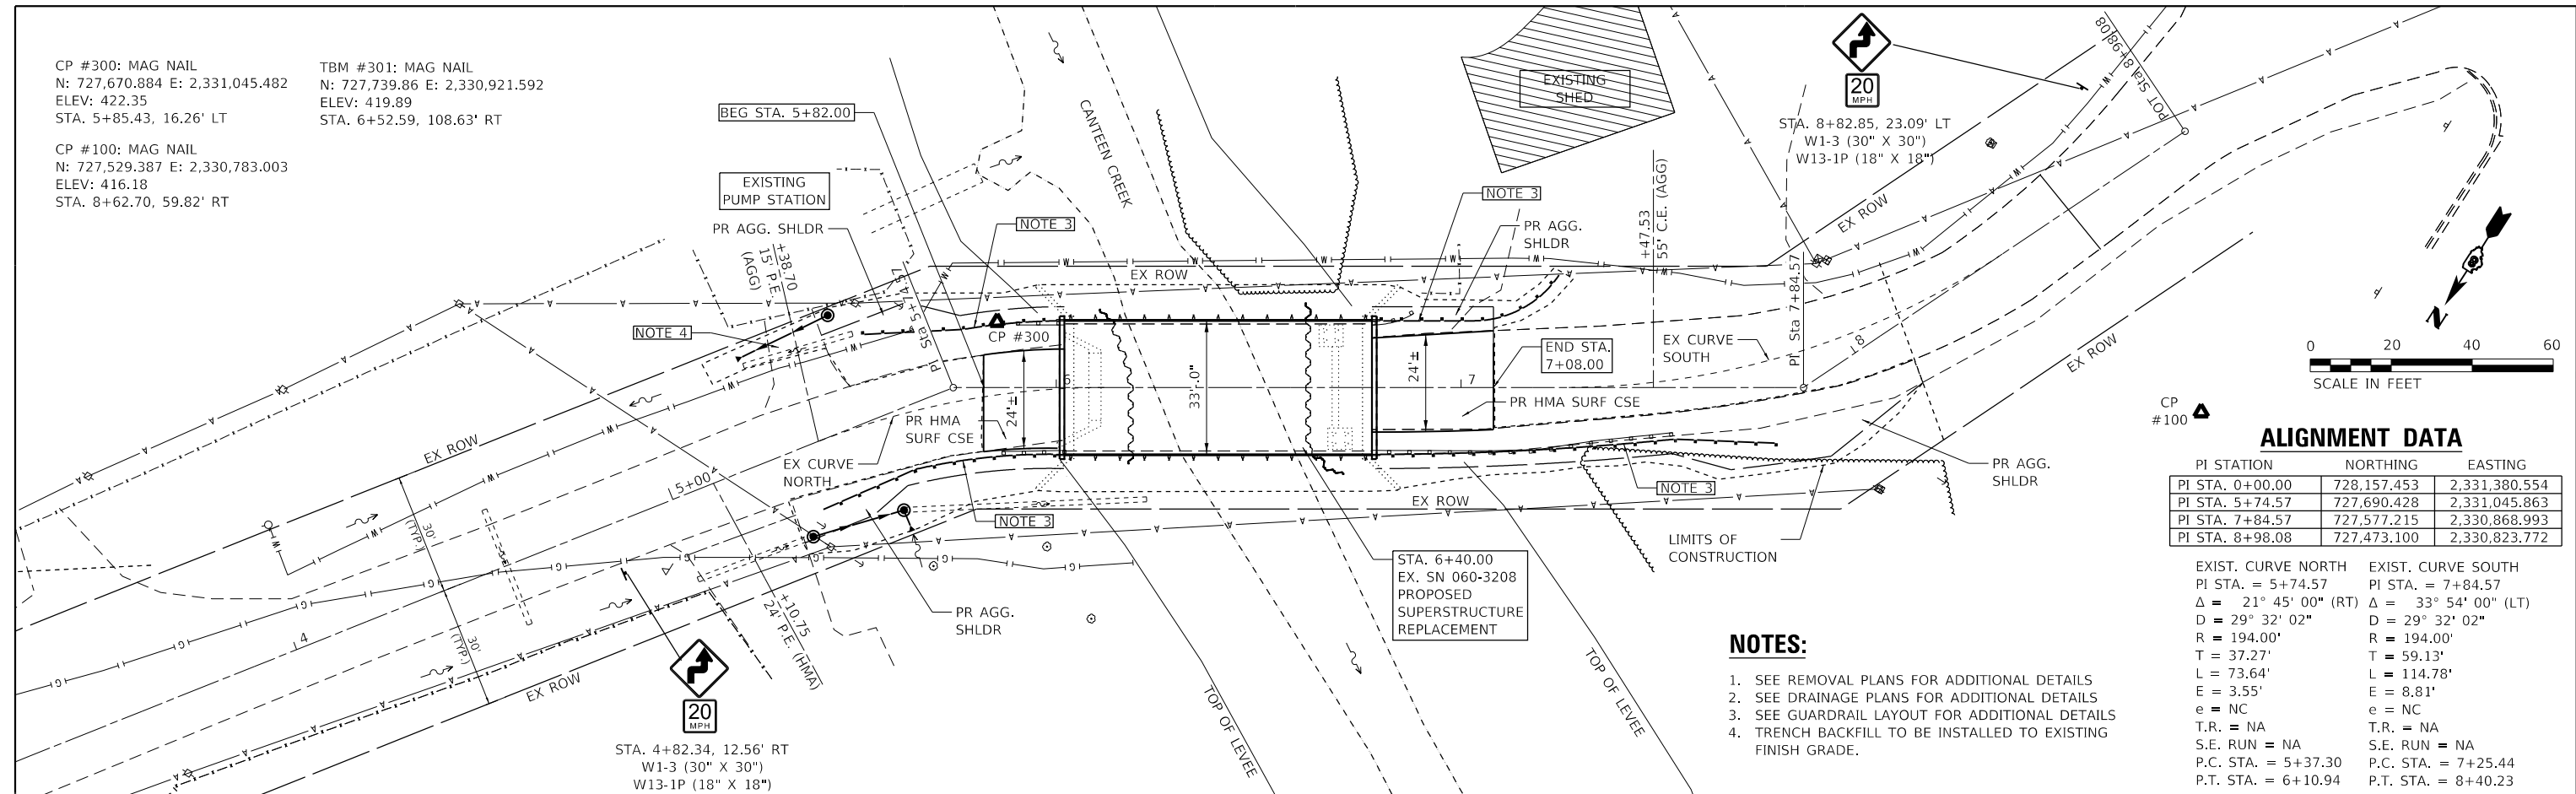 CP #300: MAG NAIL
N: 727,670.884 E: 2,331,045.482
ELEV: 422.35
STA. 5+85.43, 16.26' LT
TBM #301: MAG NAIL
N: 727,739.86 E: 2,330,921.592
ELEV: 419.89
STA. 6+52.59, 108.63' RT
CP #100: MAG NAIL
N: 727,529.387 E: 2,330,783.003
ELEV: 416.18
STA. 8+62.70, 59.82' RT
BEG STA. 5+82.00
EXISTING
PUMP STATION
PR AGG. SHLDR
NOTE 3
+38.70
15' P.E.
(AGG)
PI Sta 5+74.57
NOTE 4
CP #300
CANTEEN CREEK
EXISTING
SHED
NOTE 3
PR AGG.
SHLDR
EX ROW
+47.53
55' C.E. (AGG)
PI Sta 7+84.57
20
MPH
STA. 8+82.85, 23.09' LT
W1-3 (30" X 30")
W13-1P (18" X 18")
POT Sta 8+98.08
EX ROW
EX ROW
N
0 20 40 60
SCALE IN FEET
CP
#100
6
7
8
24'±
33'-0"
24'±
END STA.
7+08.00
EX CURVE
SOUTH
PR HMA SURF CSE
PR HMA
SURF CSE
EX CURVE
NORTH
EX ROW
5+00
4
30'
(TYP.)
30'
(TYP.)
NOTE 3
NOTE 3
EX ROW
LIMITS OF
CONSTRUCTION
PR AGG.
SHLDR
PR AGG.
SHLDR
+10.75
24' P.E. (HMA)
EX ROW
20
MPH
STA. 4+82.34, 12.56' RT
W1-3 (30" X 30")
W13-1P (18" X 18")
STA. 6+40.00
EX. SN 060-3208
PROPOSED
SUPERSTRUCTURE
REPLACEMENT
TOP OF LEVEE
TOP OF LEVEE
NOTES:
1. SEE REMOVAL PLANS FOR ADDITIONAL DETAILS
2. SEE DRAINAGE PLANS FOR ADDITIONAL DETAILS
3. SEE GUARDRAIL LAYOUT FOR ADDITIONAL DETAILS
4. TRENCH BACKFILL TO BE INSTALLED TO EXISTING
FINISH GRADE.
ALIGNMENT DATA
PI STATION NORTHING EASTING
PI STA. 0+00.00 728,157.453 2,331,380.554
PI STA. 5+74.57 727,690.428 2,331,045.863
PI STA. 7+84.57 727,577.215 2,330,868.993
PI STA. 8+98.08 727,473.100 2,330,823.772
EXIST. CURVE NORTH
PI STA. = 5+74.57
Δ = 21° 45' 00" (RT)
D = 29° 32' 02"
R = 194.00'
T = 37.27'
L = 73.64'
E = 3.55'
e = NC
T.R. = NA
S.E. RUN = NA
P.C. STA. = 5+37.30
P.T. STA. = 6+10.94
EXIST. CURVE SOUTH
PI STA. = 7+84.57
Δ = 33° 54' 00" (LT)
D = 29° 32' 02"
R = 194.00'
T = 59.13'
L = 114.78'
E = 8.81'
e = NC
T.R. = NA
S.E. RUN = NA
P.C. STA. = 7+25.44
P.T. STA. = 8+40.23